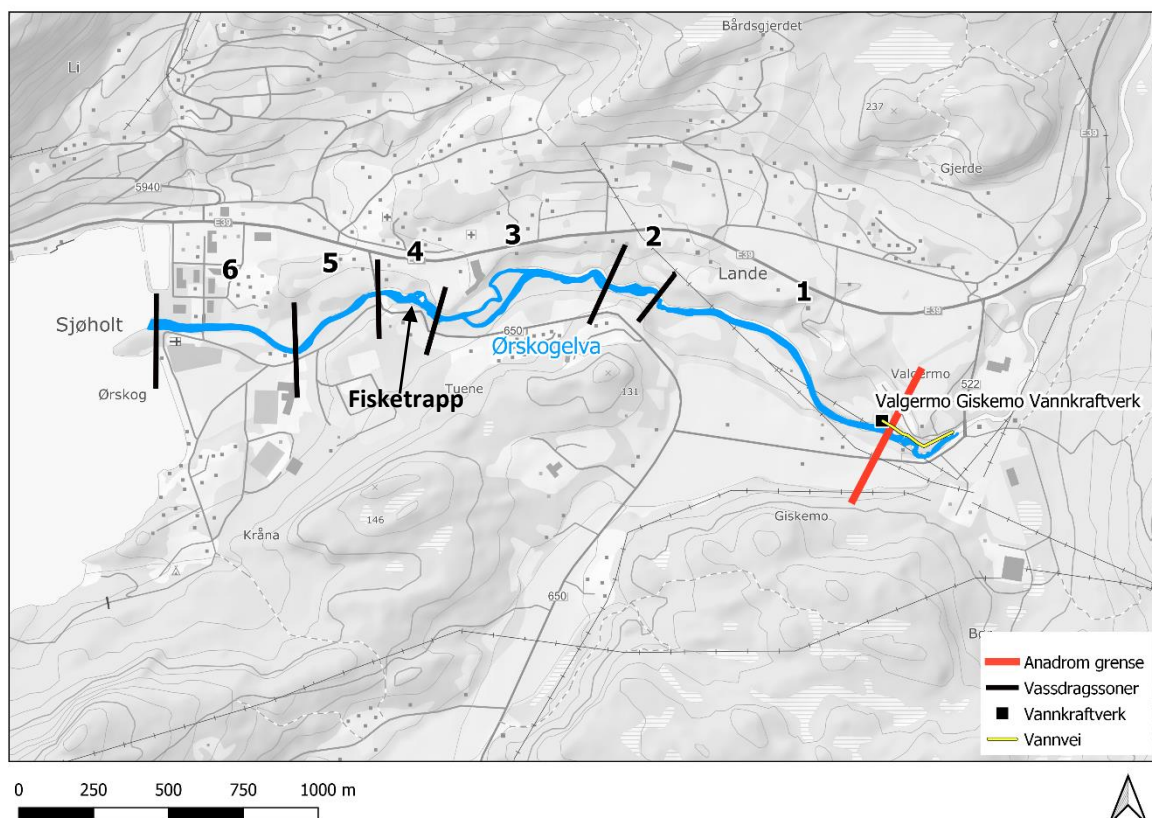 Bårdsgjerdet
Li
237
E39
Gjerde
5940
E39
3
2
4
5
6
Lande
E39
1
E39
Sjøholt
650
Ørskogelva
Valgermo
522
Ørskog
Fisketrapp
Tuene
131
Valgermo Giskemo Vannkraftverk
146
Giskemo
Kråna
650
Anadrom grense
Vassdragssoner
Vannkraftverk
Vannvei
0 250 500 750 1000 m